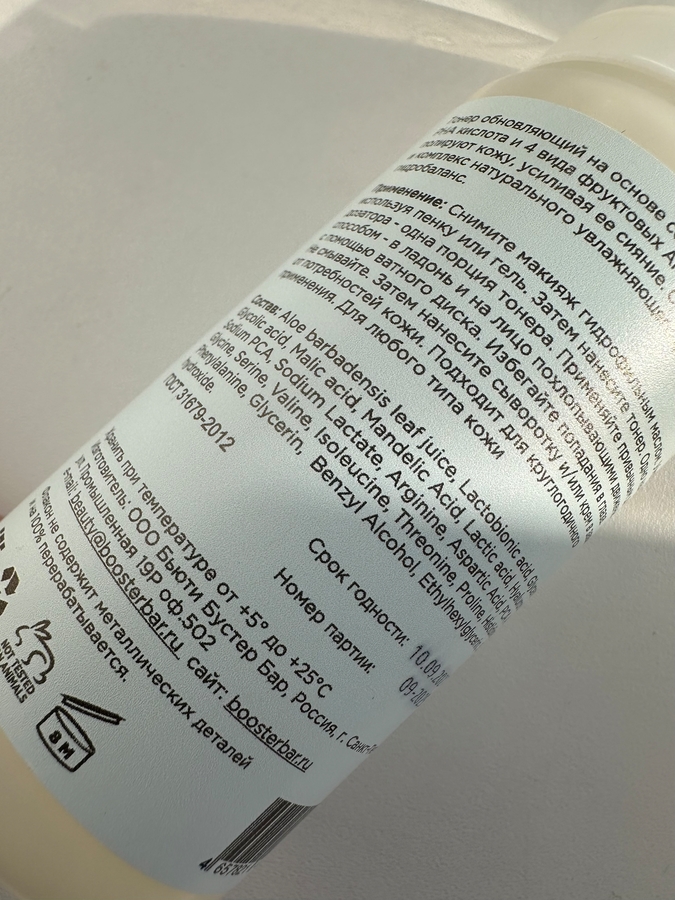 Тонер обновляющий на основе
PHA кислота и 4 вида фруктовых
полируют кожу, усиливая ее сияние.
и комплекс натурального увлажняющ
гидробаланс.
Применение: Снимите макияж гидрофильным маслом,
используя пенку или гель. Затем нанесите тонер.
дозатора - одна порция тонера. Применяйте привычным
способом - в ладонь и на лицо похлопывающими
с помощью ватного диска. Избегайте попадания в
Не смывайте. Затем нанесите сыворотку и/или крем
от потребностей кожи. Подходит для круглогодичного
применения. Для любого типа кожи
Состав: Aloe barbadensis leaf juice, Lactobionic acid,
Glycolic acid, Malic acid, Mandelic Acid, Lactic acid,
Sodium PCA, Sodium Lactate, Arginine, Aspartic Acid,
Glycine, Serine, Valine, Isoleucine, Threonine, Proline,
Phenylalanine, Glycerin, Benzyl Alcohol, Ethylhexylglycerin
hydroxide.
ГОСТ 31679-2012
Срок годности: 10.09.
Номер партии: 09-
Хранить при температуре от +5° до +25°C
Изготовитель: ООО Бьюти Бустер Бар, Россия, г.
ул. Промышленная 19Р оф.502
E-mail: beauty@boosterbar.ru сайт: boosterbar.ru
Флакон не содержит металлических деталей
и на 100% перерабатывается.
NOT TESTED
ON ANIMALS
8 М